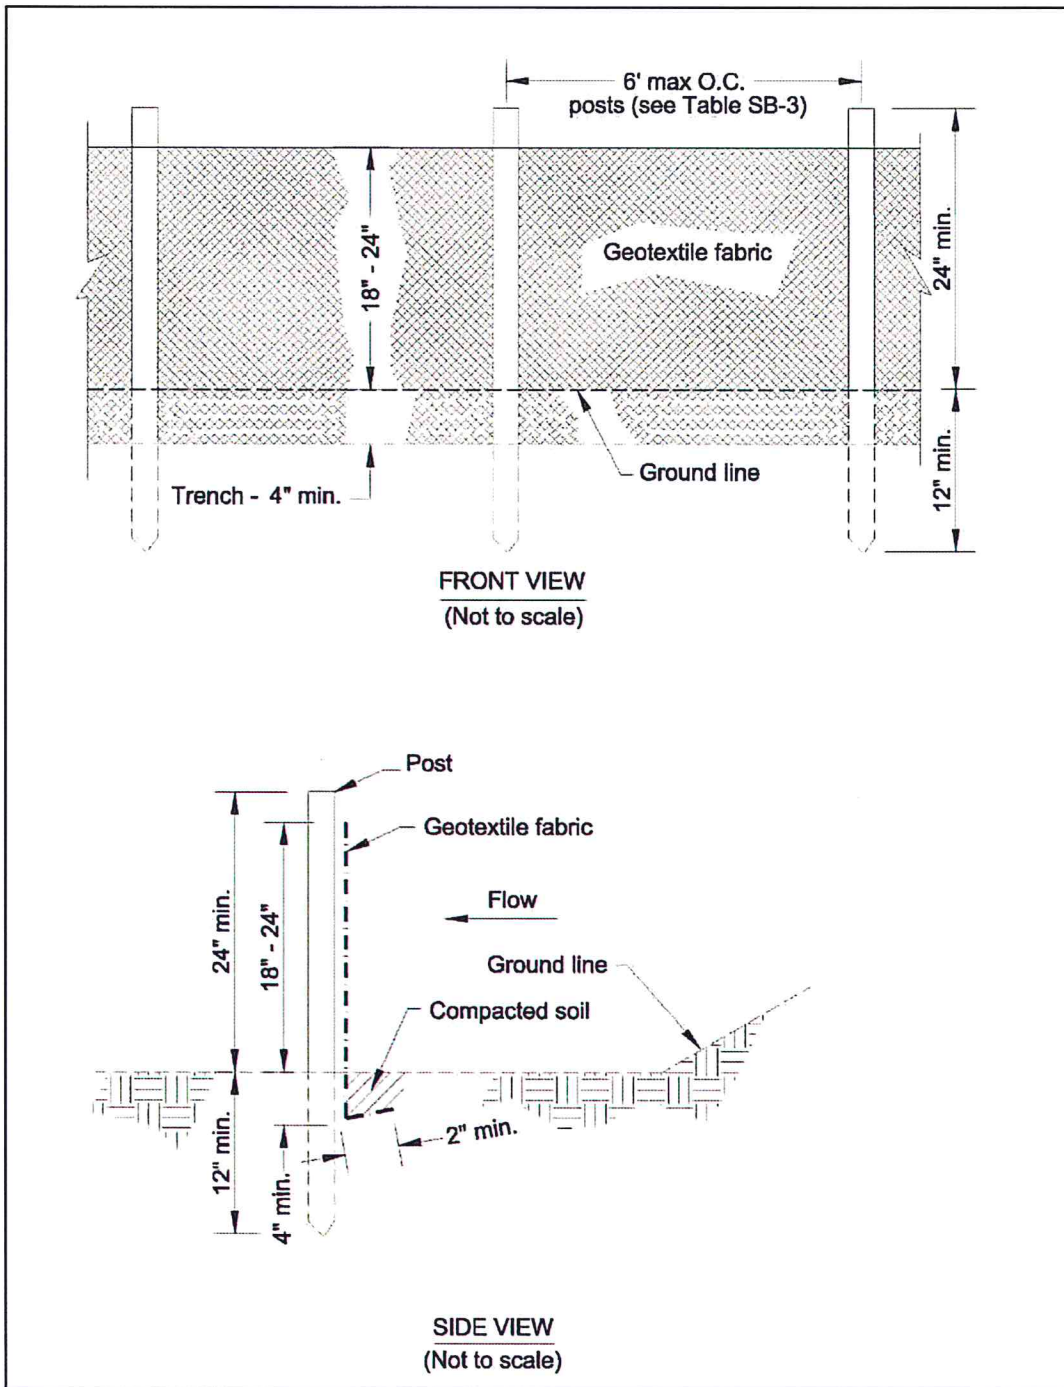 6' max O.C.
posts (see Table SB-3)
18" - 24"
Geotextile fabric
24" min.
Ground line
Trench - 4" min.
12" min.
FRONT VIEW
(Not to scale)
Post
Geotextile fabric
24" min.
18" - 24"
Flow
Ground line
Compacted soil
2" min.
12" min.
4" min.
SIDE VIEW
(Not to scale)